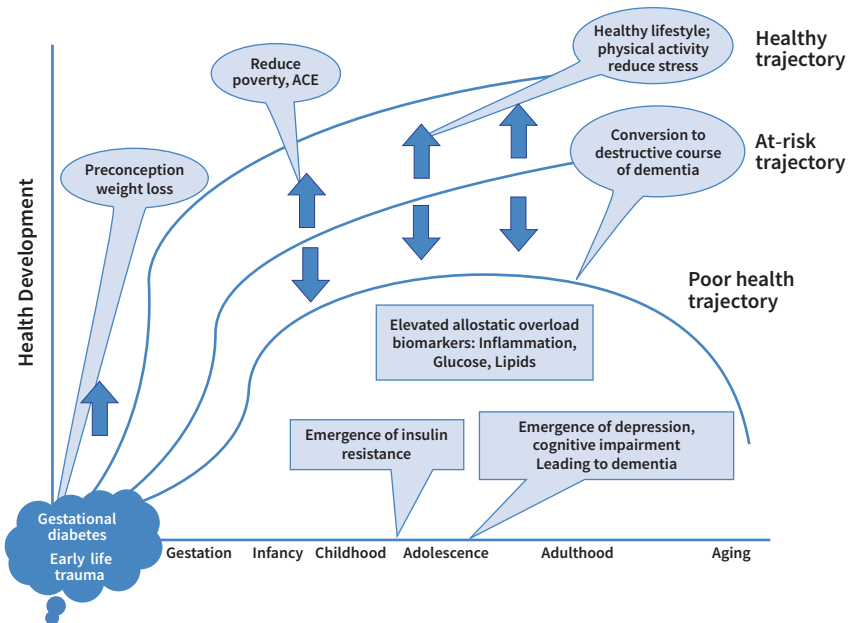 Healthy lifestyle;
physical activity
reduce stress
Healthy
trajectory
Reduce
poverty, ACE
Conversion to
destructive course
of dementia
At-risk
trajectory
Preconception
weight loss
Health Development
Poor health
trajectory
Elevated allostatic overload
biomarkers: Inflammation,
Glucose, Lipids
Emergence of insulin
resistance
Emergence of depression,
cognitive impairment
Leading to dementia
Gestational
diabetes
Early life
trauma
Gestation Infancy Childhood Adolescence Adulthood Aging